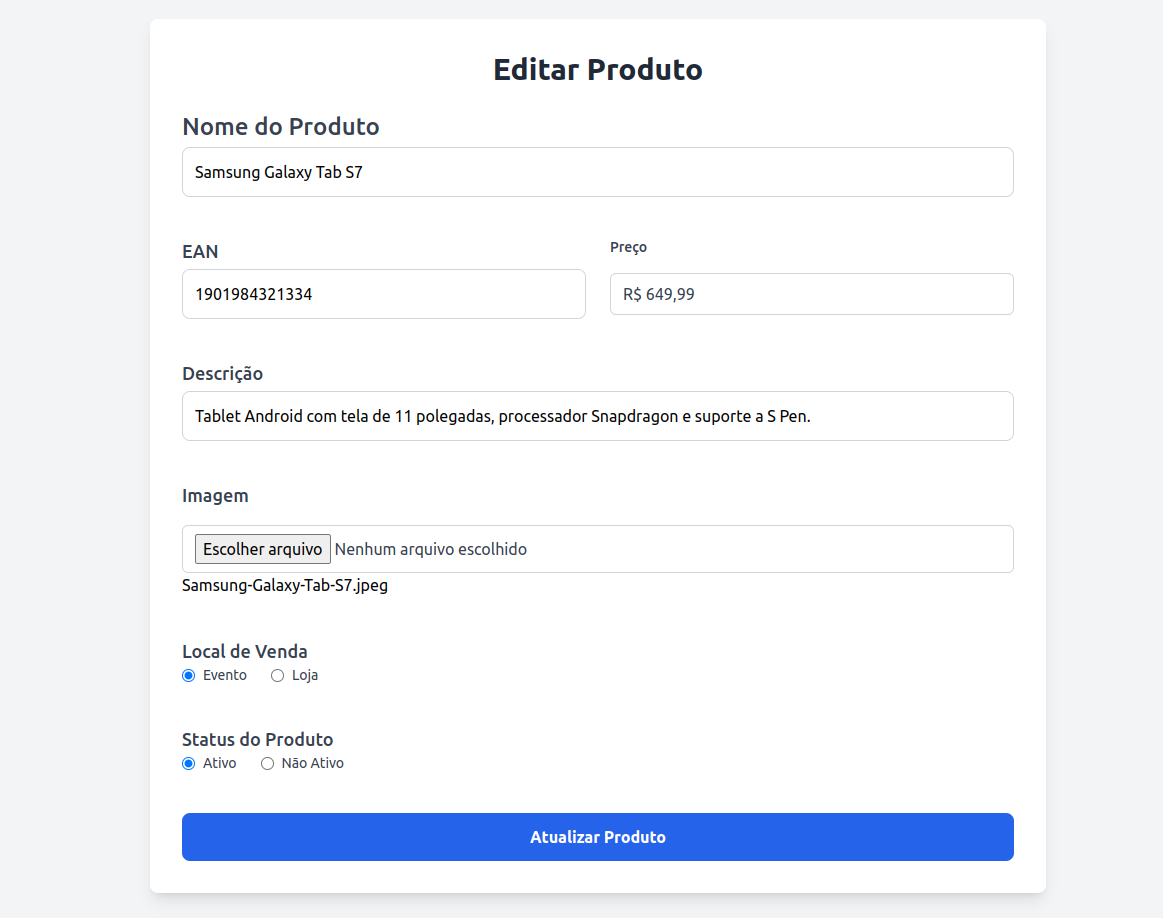 Editar Produto
Nome do Produto
Samsung Galaxy Tab S7
EAN
1901984321334
Preço
R$ 649,99
Descrição
Tablet Android com tela de 11 polegadas, processador Snapdragon e suporte a S Pen.
Imagem
Escolher arquivo Nenhum arquivo escolhido
Samsung-Galaxy-Tab-S7.jpeg
Local de Venda
Evento Loja
Status do Produto
Ativo Não Ativo
Atualizar Produto